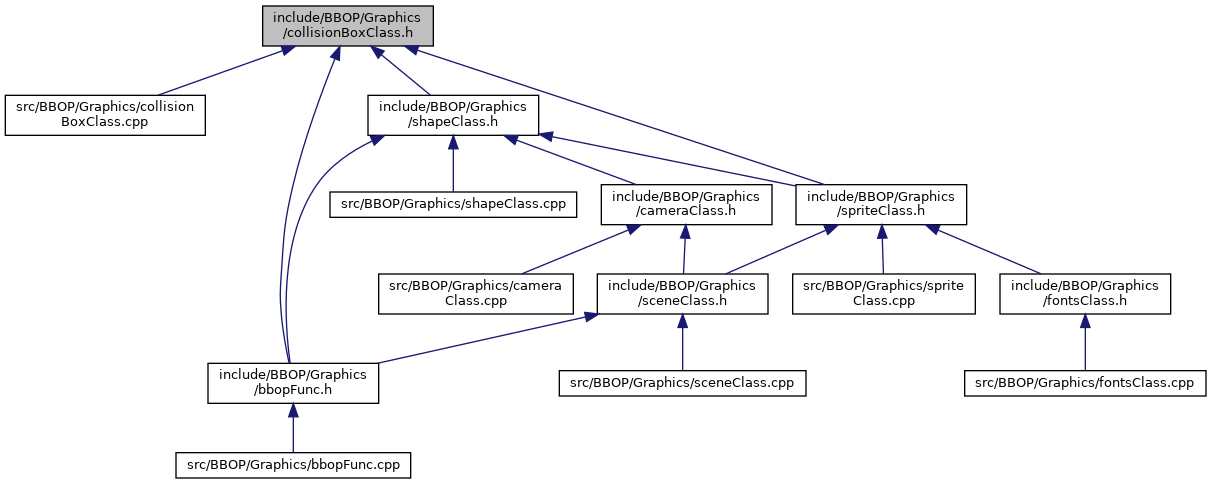 include/BBOP/Graphics
/collisionBoxClass.h
src/BBOP/Graphics/collision
BoxClass.cpp
include/BBOP/Graphics
/shapeClass.h
src/BBOP/Graphics/shapeClass.cpp
include/BBOP/Graphics
/cameraClass.h
include/BBOP/Graphics
/spriteClass.h
src/BBOP/Graphics/camera
Class.cpp
include/BBOP/Graphics
/sceneClass.h
src/BBOP/Graphics/sprite
Class.cpp
include/BBOP/Graphics
/fontsClass.h
include/BBOP/Graphics
/bbopFunc.h
src/BBOP/Graphics/sceneClass.cpp
src/BBOP/Graphics/fontsClass.cpp
src/BBOP/Graphics/bbopFunc.cpp